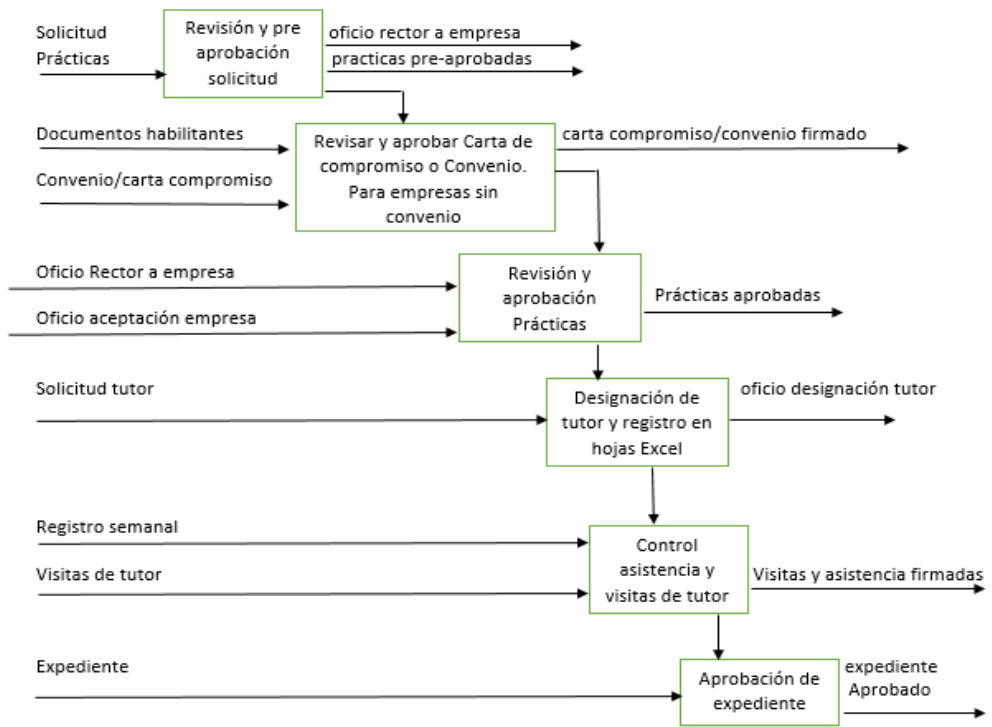 Solicitud
Prácticas
Revisión y pre
aprobación
solicitud
oficio rector a empresa
practicas pre-aprobadas
Documentos habilitantes
Convenio/carta compromiso
Revisar y aprobar Carta de
compromiso o Convenio.
Para empresas sin
convenio
carta compromiso/convenio firmado
Oficio Rector a empresa
Oficio aceptación empresa
Revisión y
aprobación
Prácticas
Prácticas aprobadas
Solicitud tutor
Designación de
tutor y registro en
hojas Excel
oficio designación tutor
Registro semanal
Visitas de tutor
Control
asistencia y
visitas de tutor
Visitas y asistencia firmadas
Expediente
Aprobación de
expediente
expediente
Aprobado